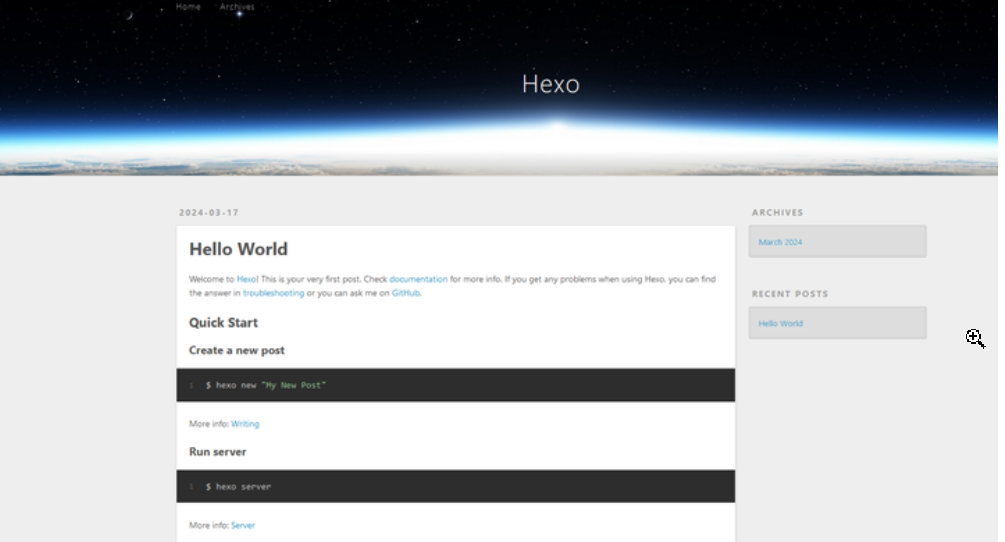 Home Archives
Hexo
2024-03-17
Hello World
Welcome to Hexo! This is your very first post. Check documentation for more info. If you get any problems when using Hexo, you can find
the answer in troubleshooting or you can ask me on GitHub.
Quick Start
Create a new post
1 $ hexo new "My New Post"
More info: Writing
Run server
1 $ hexo server
More info: Server
ARCHIVES
March 2024
RECENT POSTS
Hello World